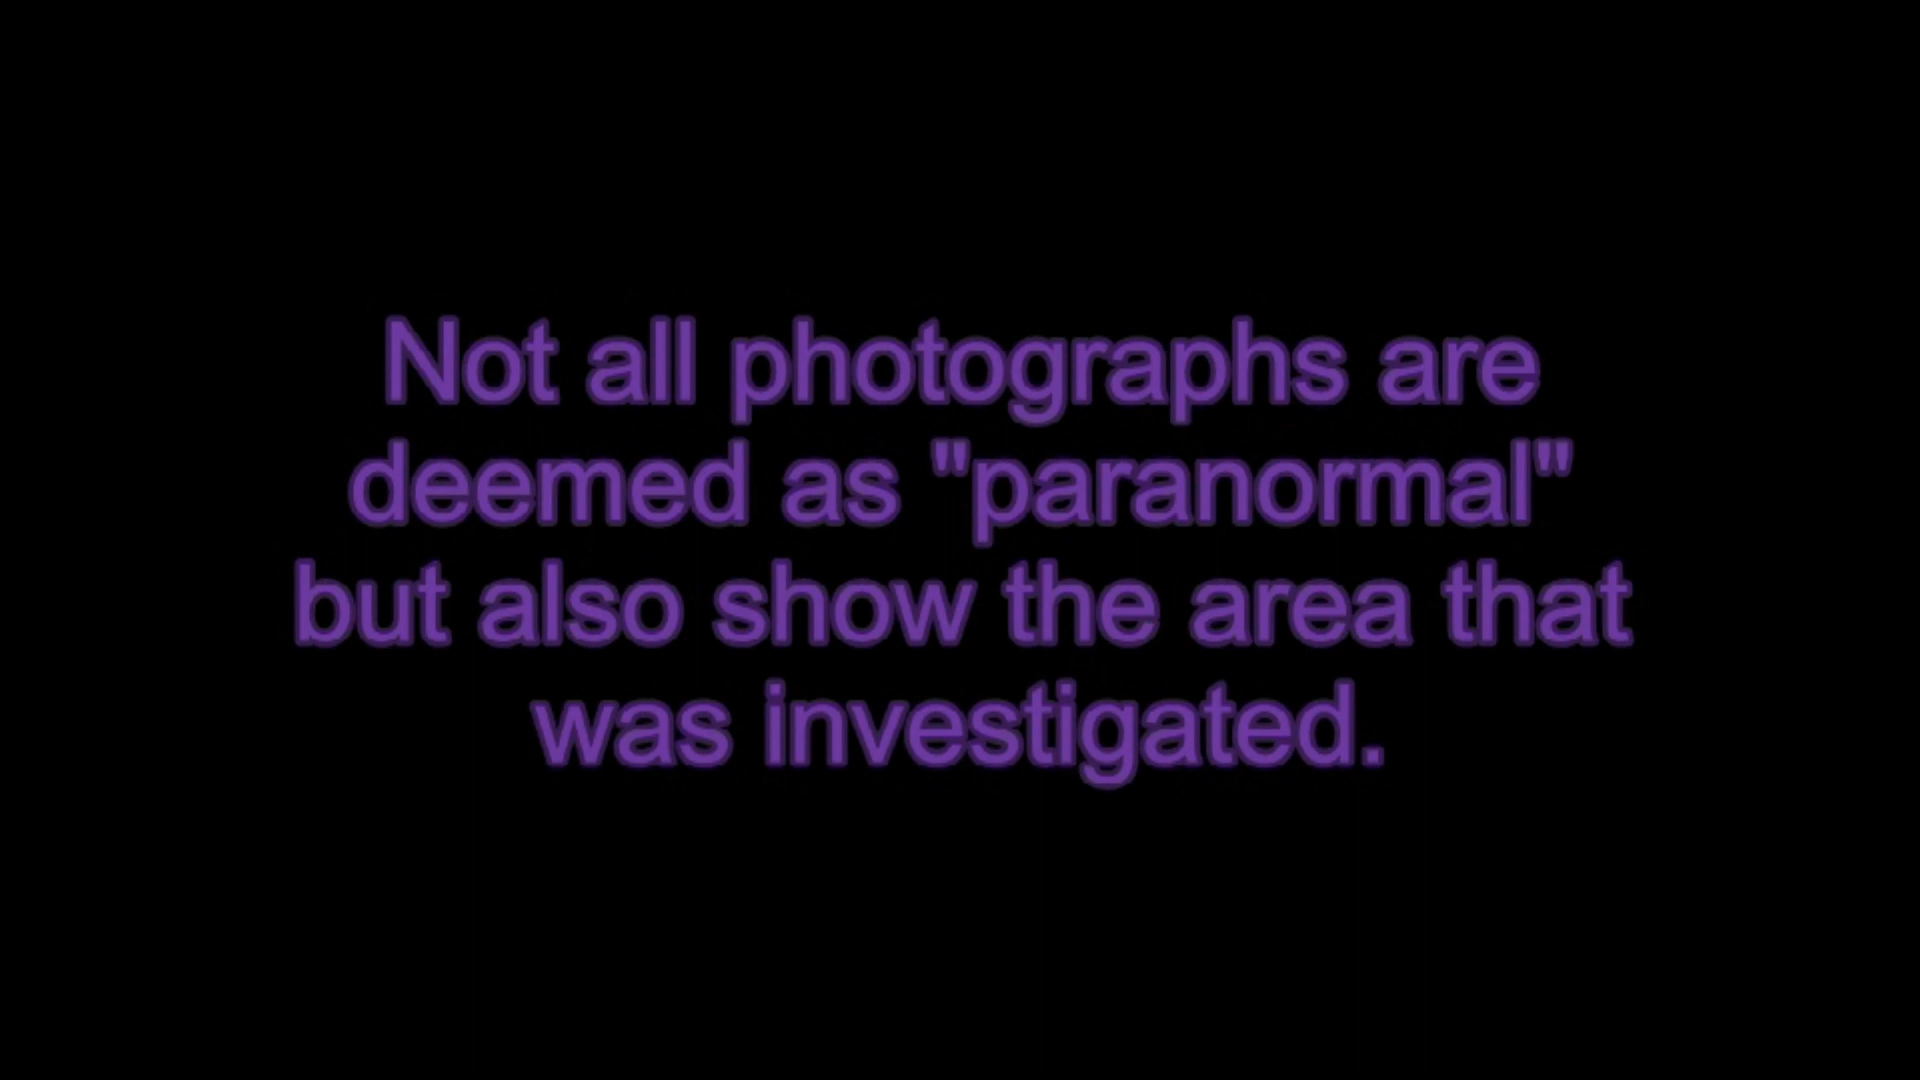 Not all photographs are
deemed as "paranormal"
but also show the area that
was investigated.